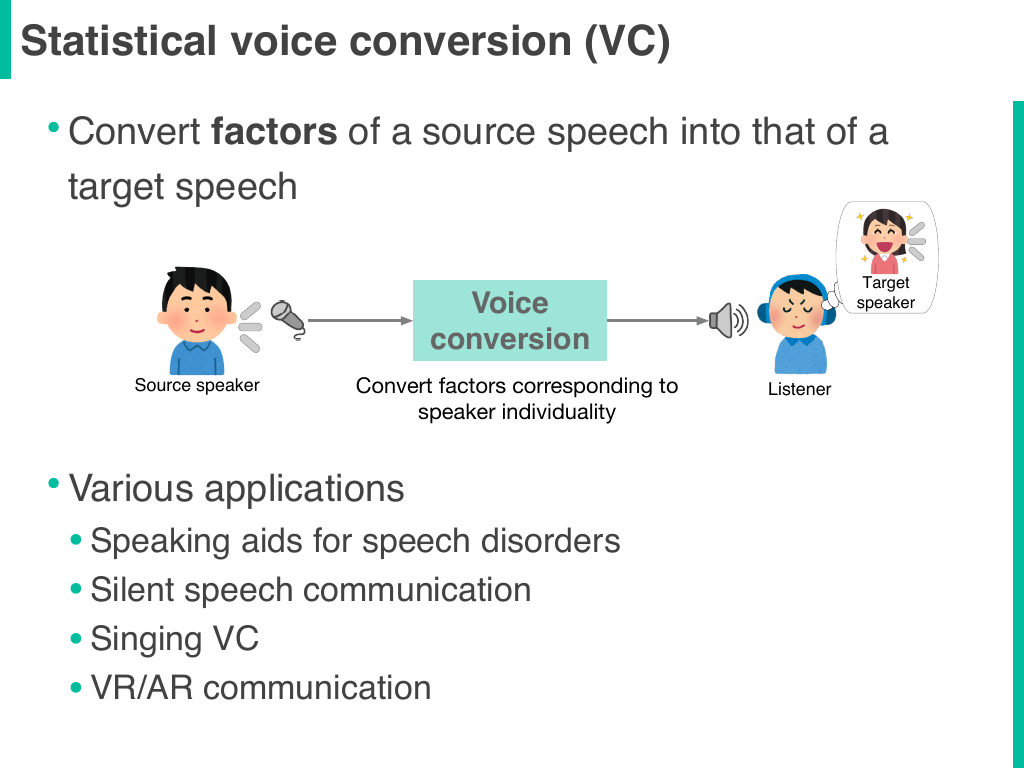 Statistical voice conversion (VC)
• Convert factors of a source speech into that of a
target speech
Target
speaker
Voice
conversion
Source speaker
Convert factors corresponding to
speaker individuality
Listener
• Various applications
• Speaking aids for speech disorders
• Silent speech communication
• Singing VC
• VR/AR communication